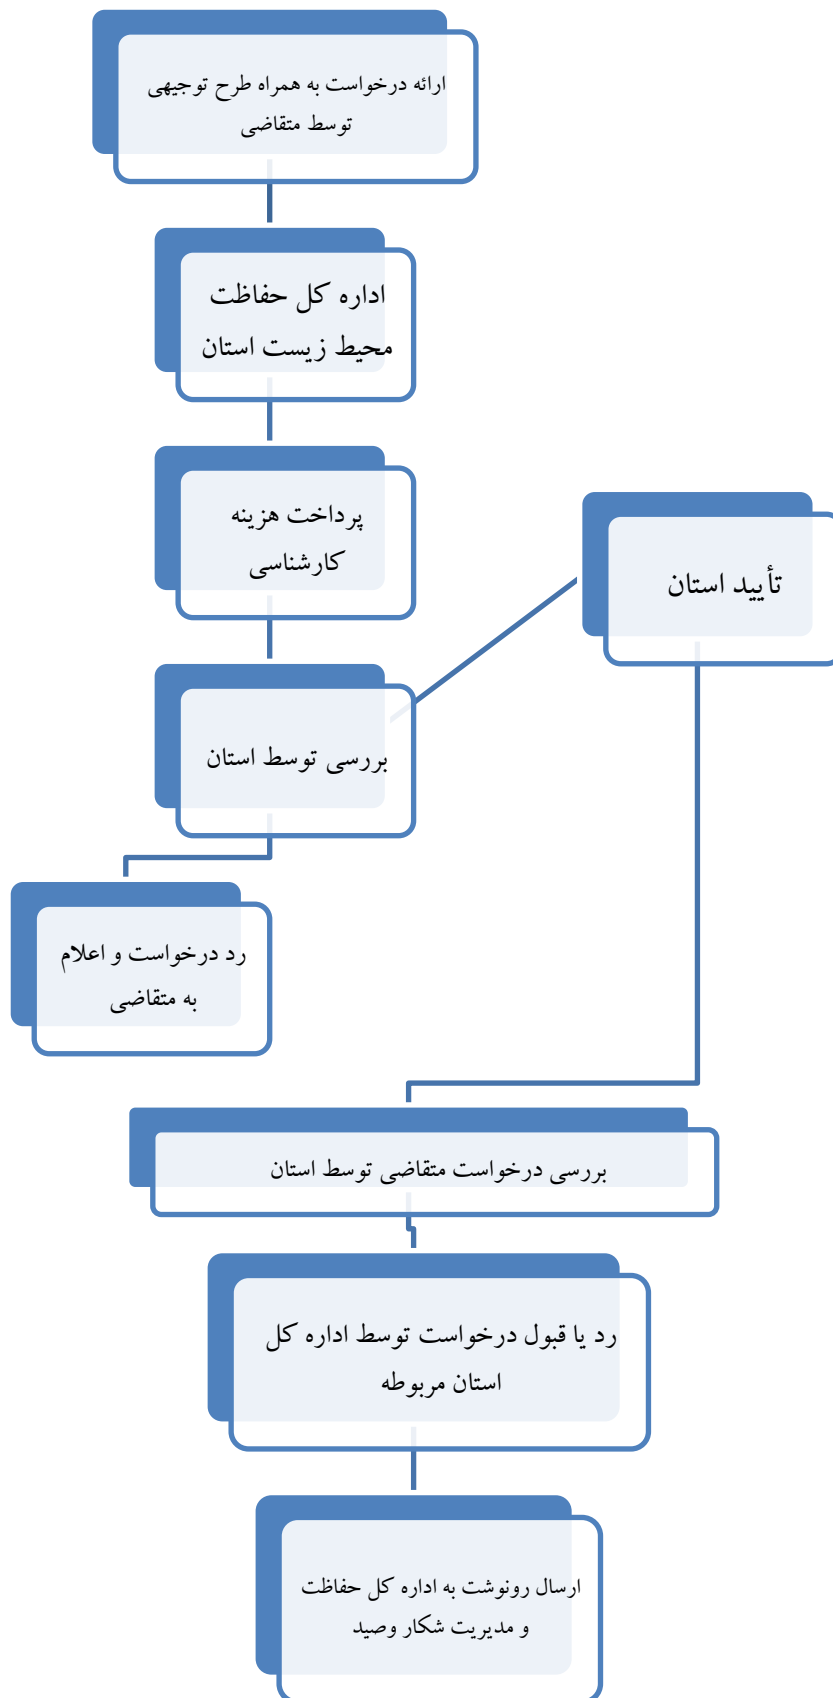 ارائه درخواست به همراه طرح توجیهی
توسط متقاضی
اداره کل حفاظت
محیط زیست استان
پرداخت هزینه
کارشناسی
تأیید استان
بررسی توسط استان
رد درخواست و اعلام
به متقاضی
بررسی درخواست متقاضی توسط استان
رد یا قبول درخواست توسط اداره کل
استان مربوطه
ارسال رونوشت به اداره کل حفاظت
و مدیریت شکار وصید